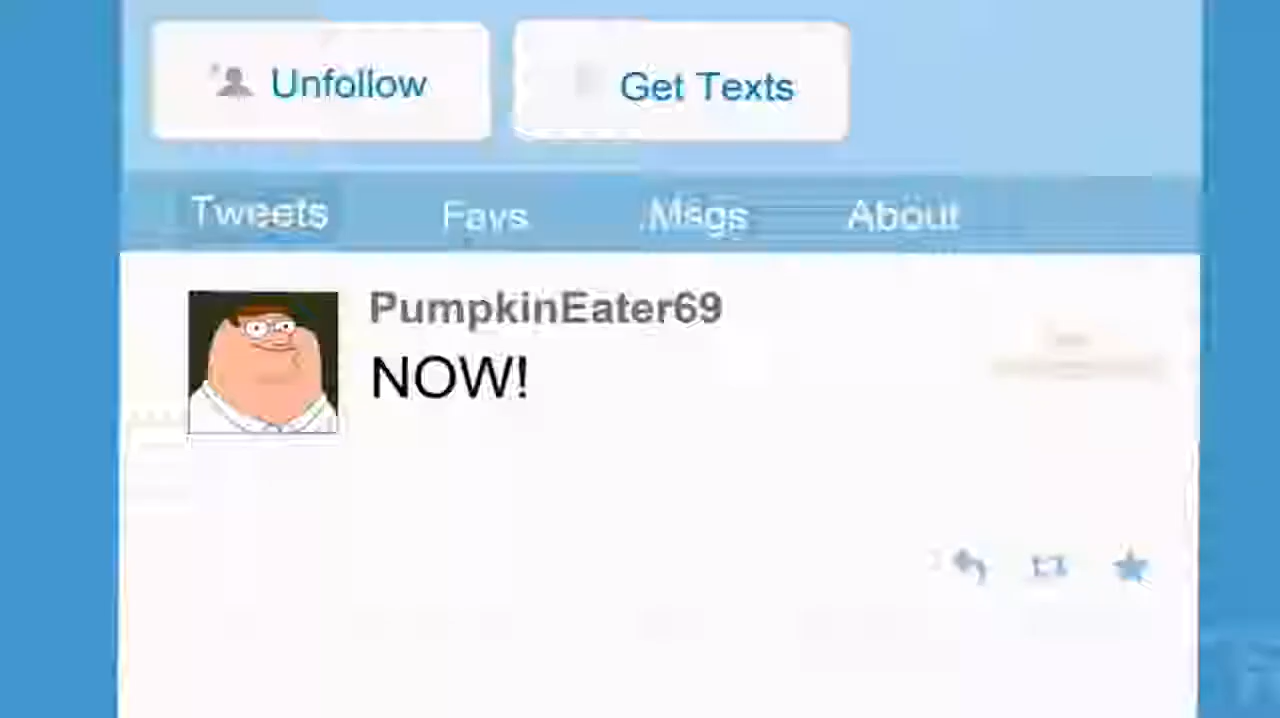 Unfollow
Get Texts
Tweets Favs Msgs About
PumpkinEater69
NOW!